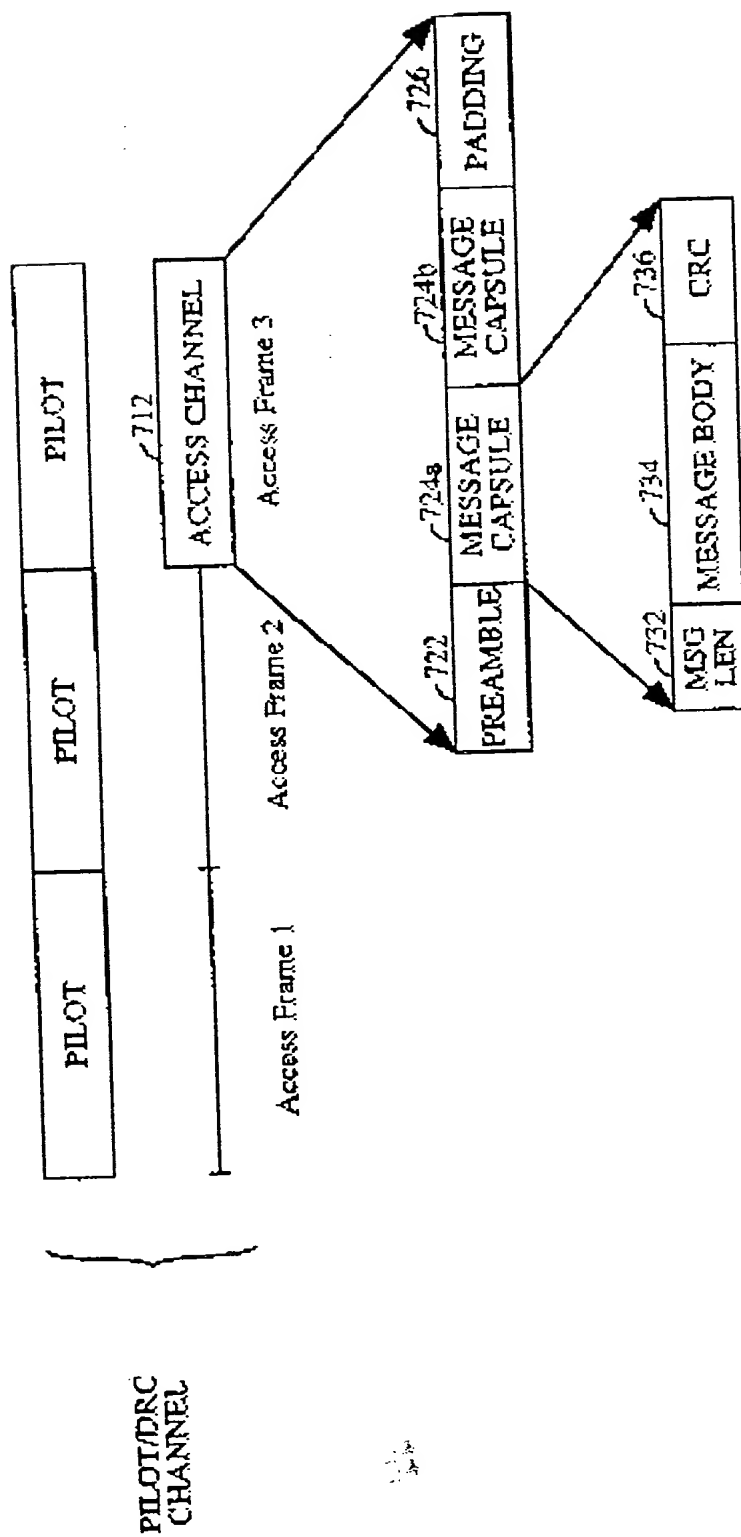 PILOT/DRC
CHANNEL
PILOT
PILOT
PILOT
712
ACCESS CHANNEL
Access Frame 1
Access Frame 2
Access Frame 3
722
724a
724b
726
PREAMBLE
MESSAGE
CAPSULE
MESSAGE
CAPSULE
PADDING
732
734
736
MSG
LEN
MESSAGE BODY
CRC